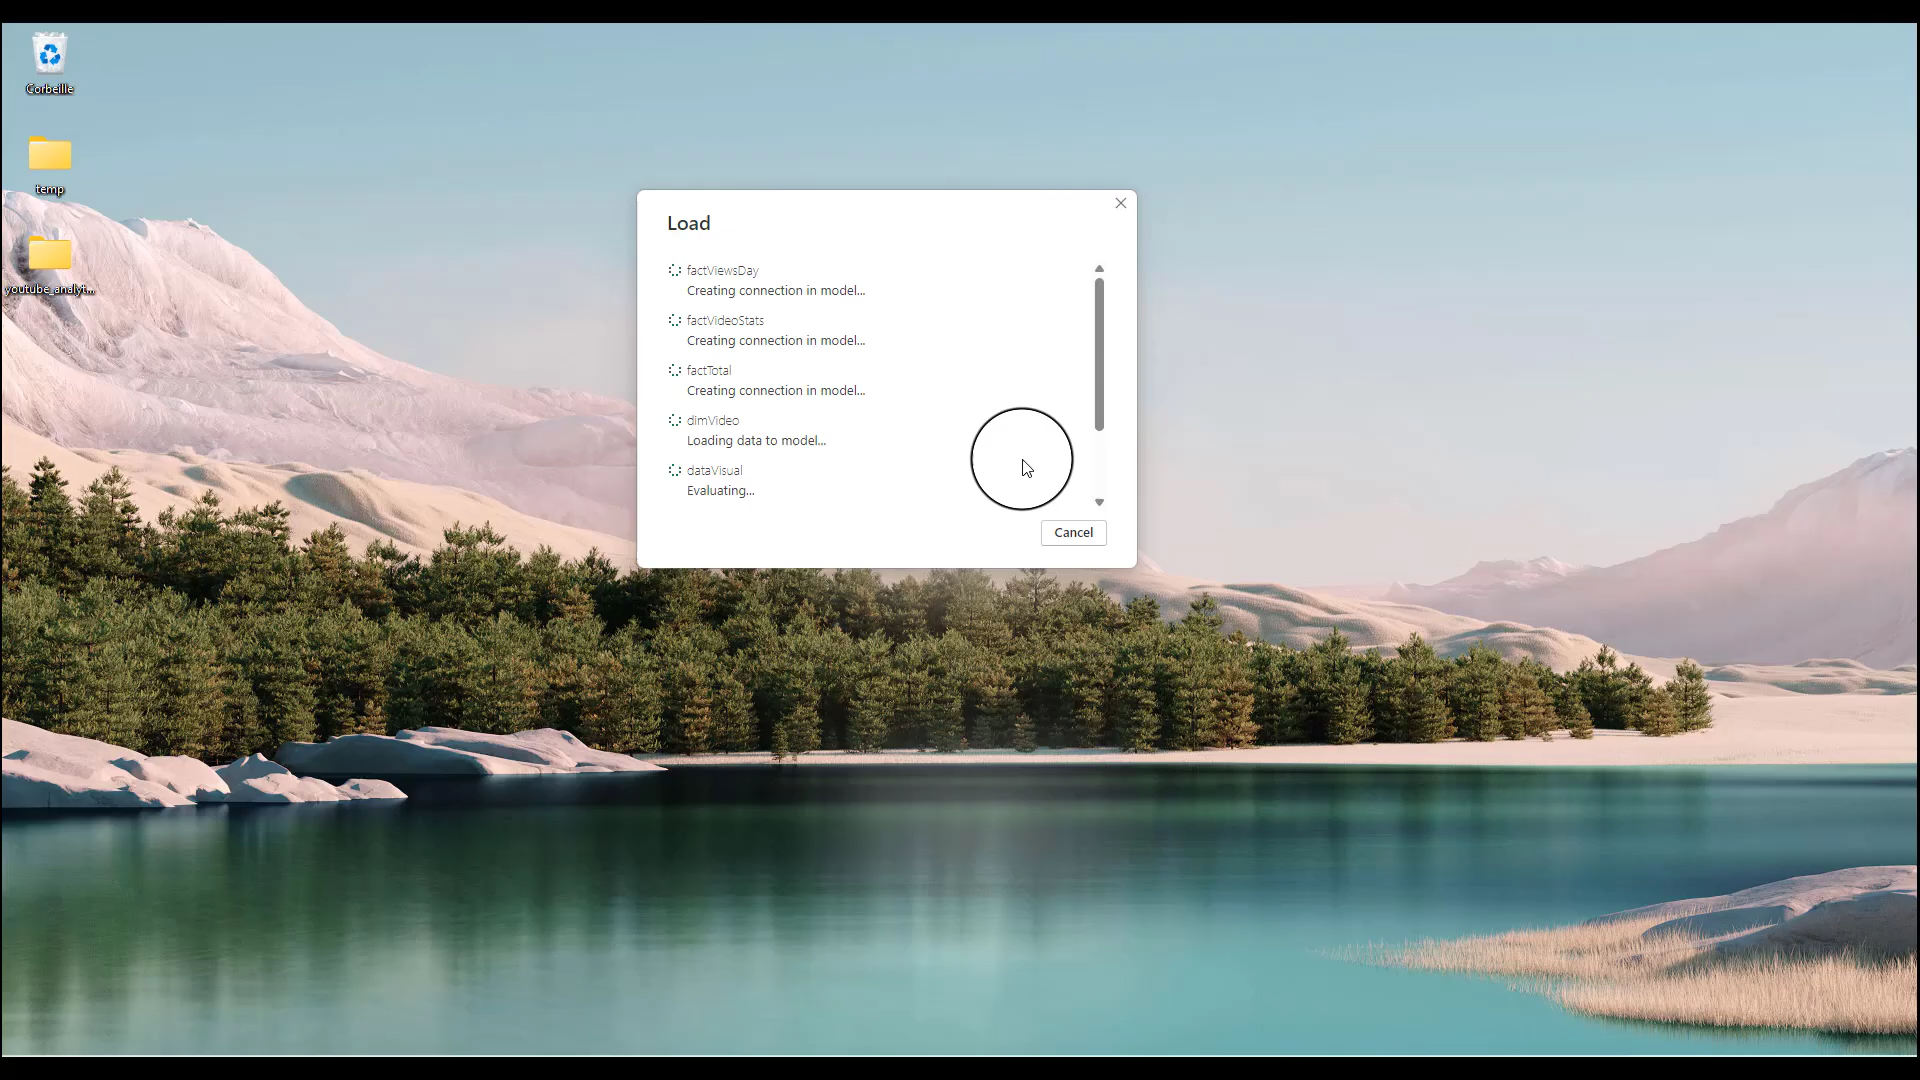 Corbeille
temp
youtube_analyt...
Load
factViewsDay
Creating connection in model...
factVideoStats
Creating connection in model...
factTotal
Creating connection in model...
dimVideo
Loading data to model...
dataVisual
Evaluating...
Cancel